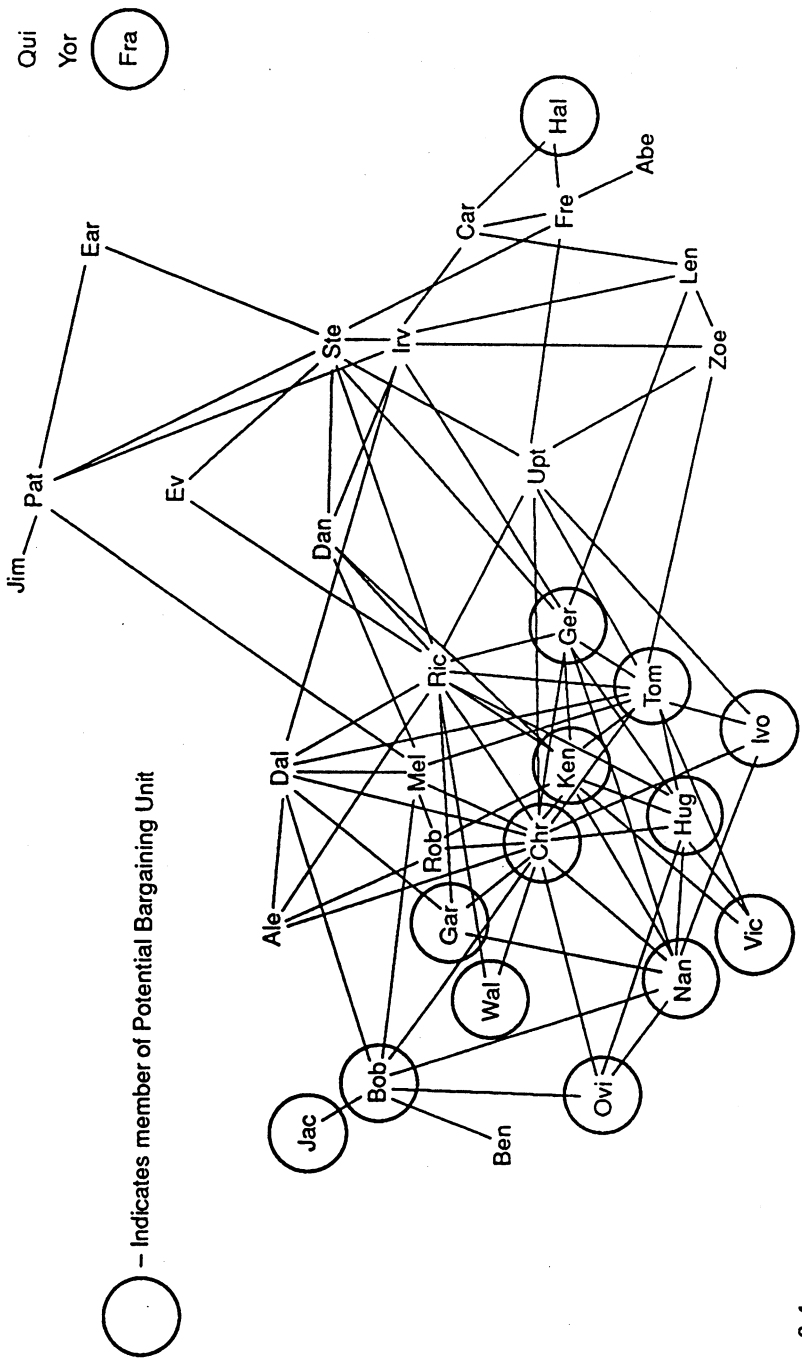 – Indicates member of Potential Bargaining Unit
Qui
Yor
Fra
Jim
Pat
Ear
Ev
Ste
Dan
Irv
Car
Hal
Fre
Abe
Len
Zoe
Upt
Dal
Ric
Mel
Ale
Rob
Gar
Wal
Chr
Ken
Ger
Tom
Ivo
Hug
Nan
Vic
Bob
Jac
Ben
Ovi